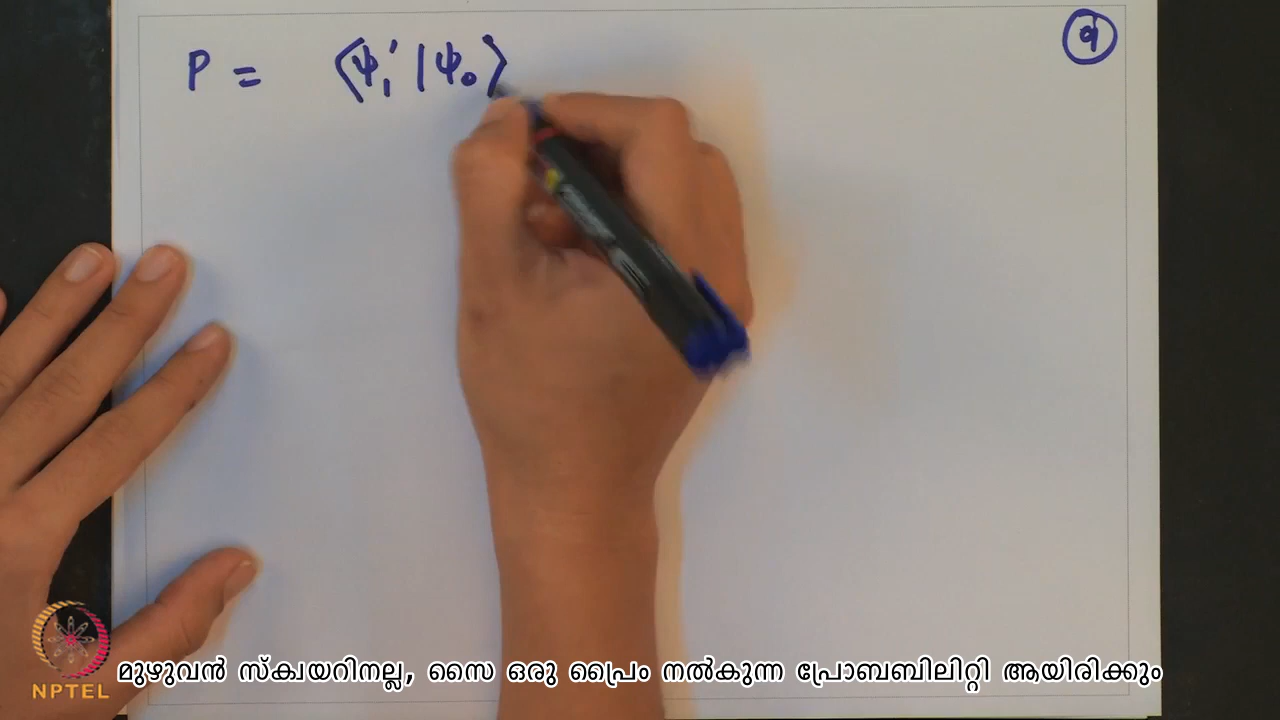 9
P = ⟨ψ₁′|ψ₀⟩
NPTEL
മുഴുവൻ സ്ക്വയറിനല്ല, സൈ ഒരു പ്രൈം നൽകുന്ന പ്രോബബിലിറ്റി ആയിരിക്കും